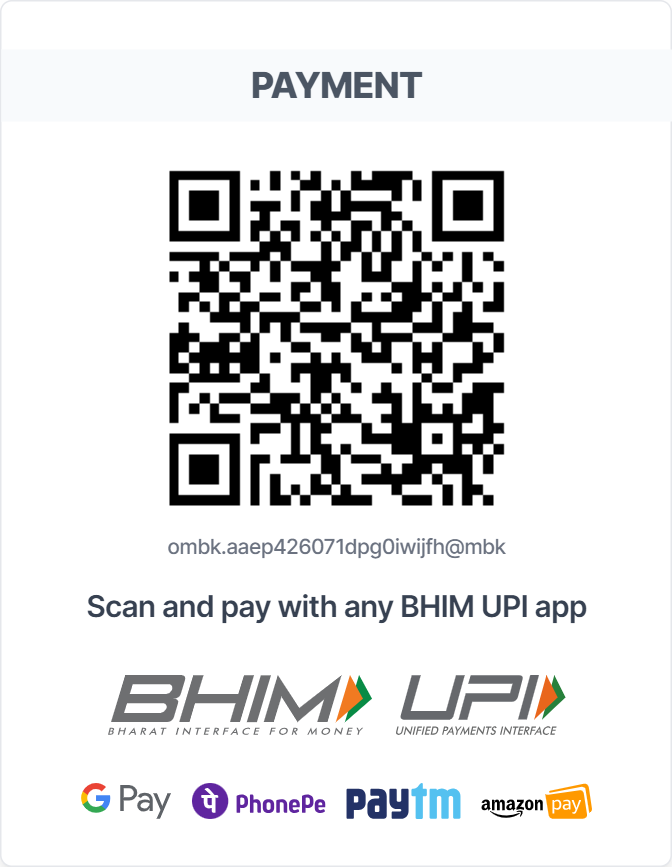 PAYMENT
ombk.aaep426071dpg0iwijfh@mbk
Scan and pay with any BHIM UPI app
BHIM
BHARAT INTERFACE FOR MONEY
UPI
UNIFIED PAYMENTS INTERFACE
G Pay
पे PhonePe
paytm
amazon pay